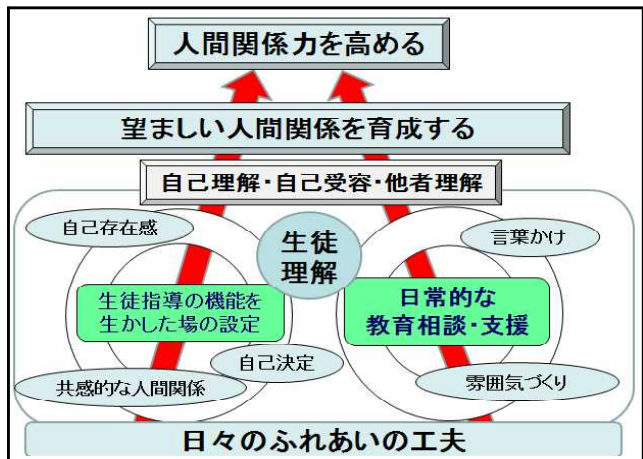 人間関係力を高める
望ましい人間関係を育成する
自己理解・自己受容・他者理解
自己存在感
生徒
理解
言葉かけ
生徒指導の機能を
生かした場の設定
日常的な
教育相談・支援
自己決定
共感的な人間関係
雰囲気づくり
日々のふれあいの工夫